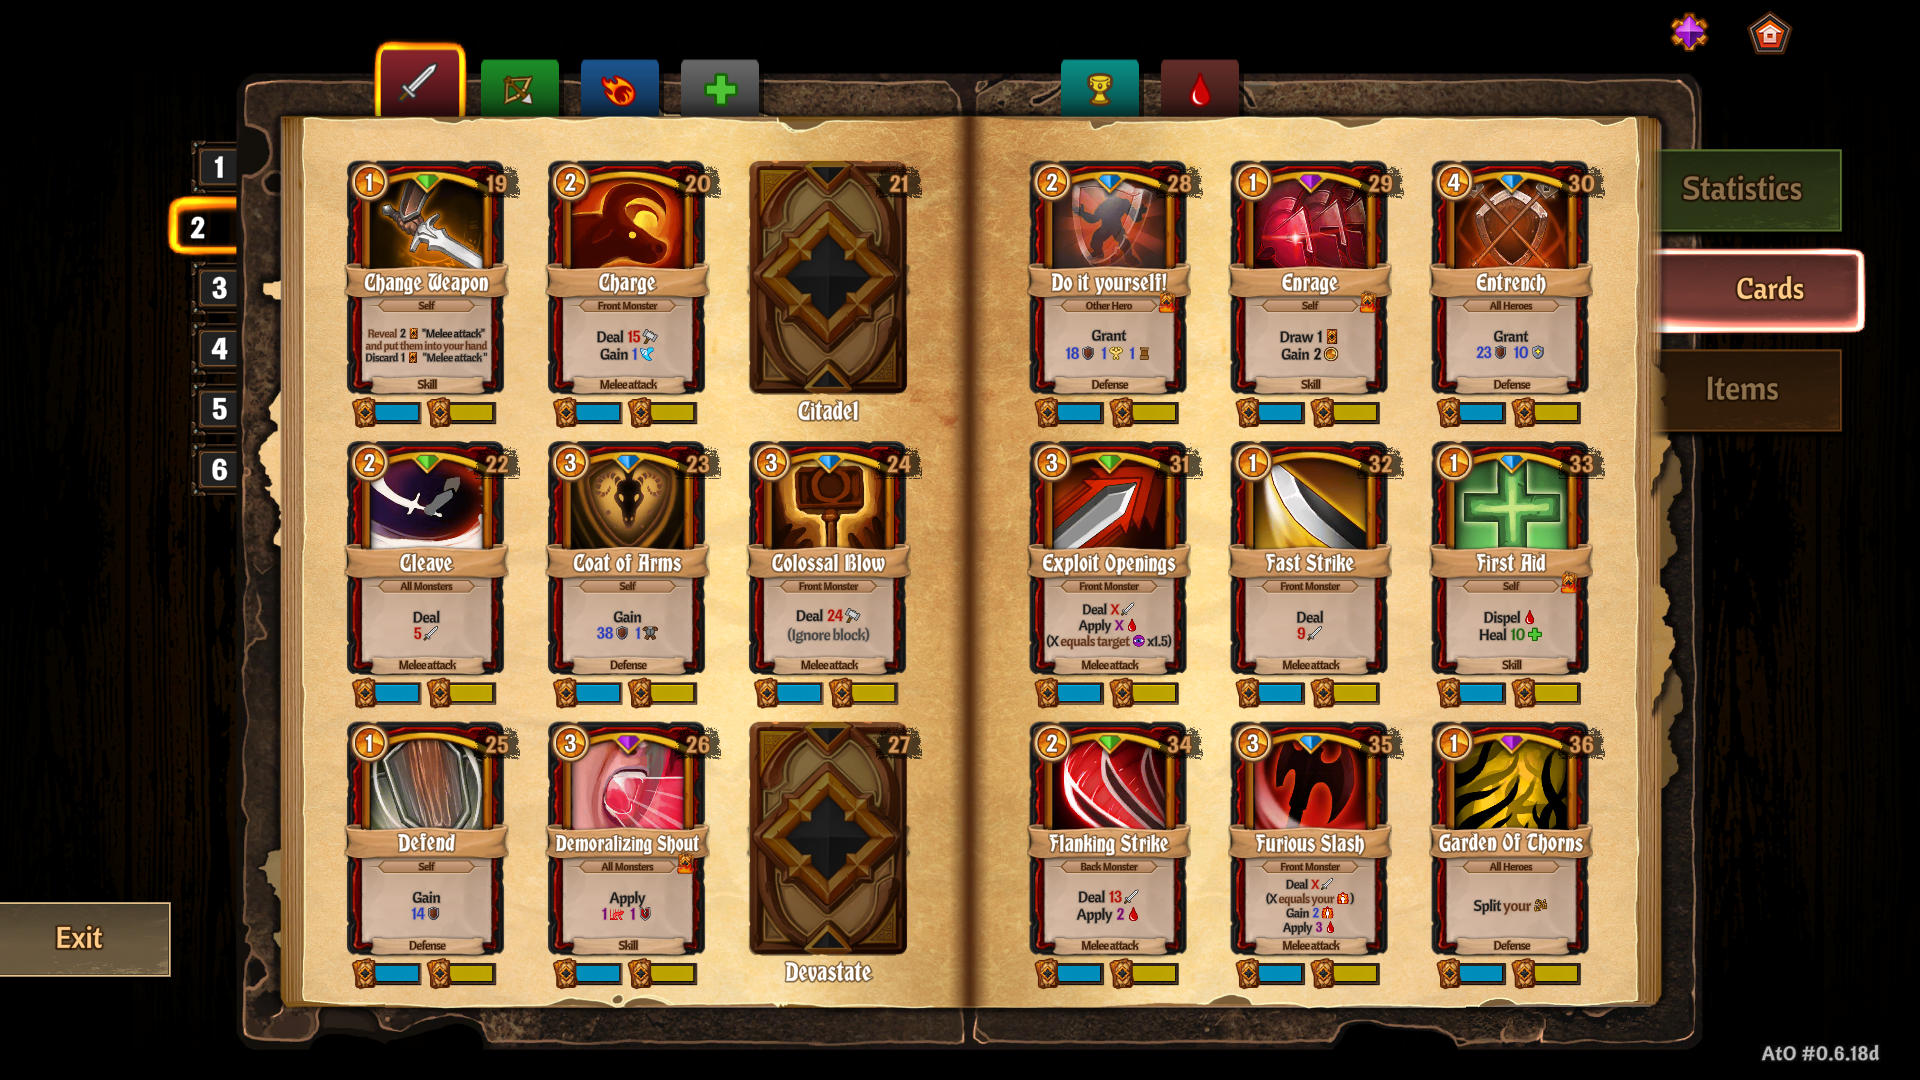 1
2
3
4
5
6
Statistics
Cards
Items
Exit
1
19
Change Weapon
Self
Reveal 2 "Melee attack"
and put them into your hand
Discard 1 "Melee attack"
Skill
2
20
Charge
Front Monster
Deal 15
Gain 1
Melee attack
21
Citadel
2
22
Cleave
All Monsters
Deal
5
Melee attack
3
23
Coat of Arms
Self
Gain
38 1
Defense
3
24
Colossal Blow
Front Monster
Deal 24
(Ignore block)
Melee attack
1
25
Defend
Self
Gain
14
Defense
3
26
Demoralizing Shout
All Monsters
Apply
1 1
Skill
27
Devastate
2
28
Do it yourself!
Other Hero
Grant
18 1 1
Defense
1
29
Enrage
Self
Draw 1
Gain 2
Skill
4
30
Entrench
All Heroes
Grant
23 10
Defense
3
31
Exploit Openings
Front Monster
Deal X
Apply X
(X equals target x1.5)
Melee attack
1
32
Fast Strike
Front Monster
Deal
9
Melee attack
1
33
First Aid
Self
Dispel
Heal 10
Skill
2
34
Flanking Strike
Back Monster
Deal 13
Apply 2
Melee attack
3
35
Furious Slash
Front Monster
Deal X
(X equals your )
Gain 2
Apply 3
Melee attack
1
36
Garden Of Thorns
All Heroes
Split your
Defense
AtO #0.6.18d